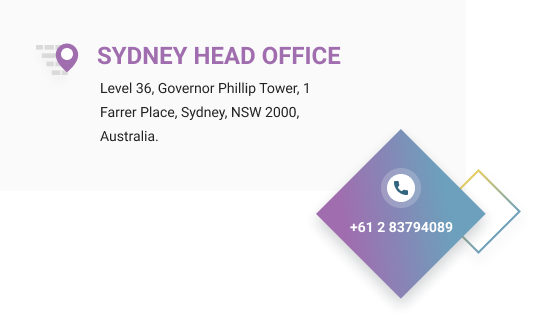 SYDNEY HEAD OFFICE
Level 36, Governor Phillip Tower, 1
Farrer Place, Sydney, NSW 2000,
Australia.
+61 2 83794089